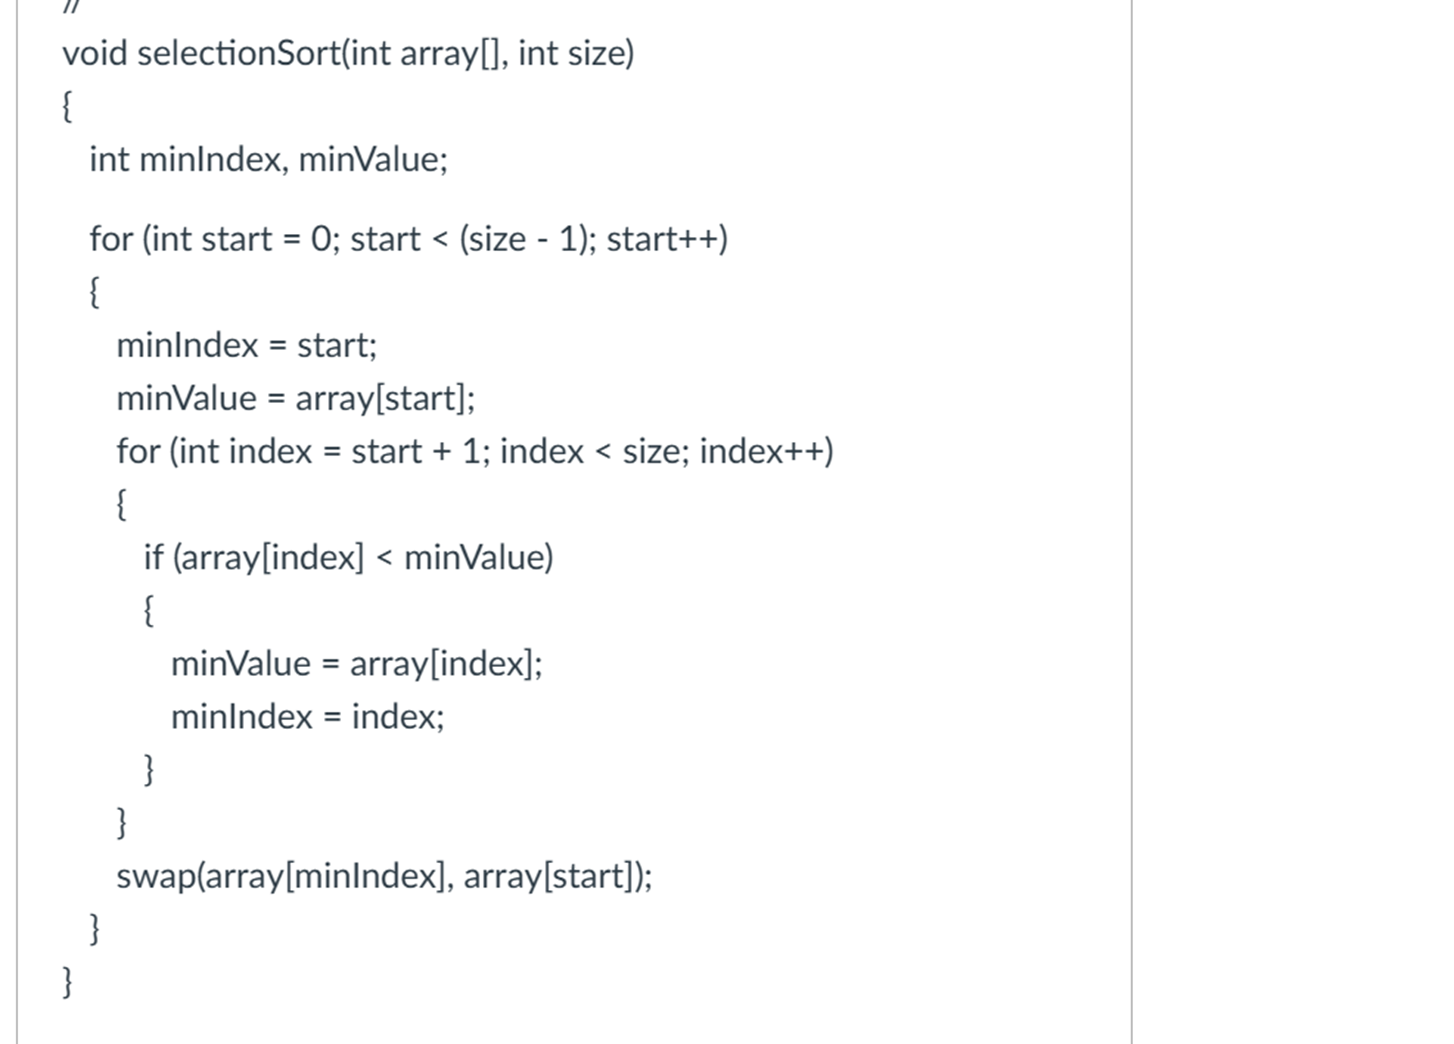 //
void selectionSort(int array[], int size)
{
int minIndex, minValue;
for (int start = 0; start < (size - 1); start++)
{
minIndex = start;
minValue = array[start];
for (int index = start + 1; index < size; index++)
{
if (array[index] < minValue)
{
minValue = array[index];
minIndex = index;
}
}
swap(array[minIndex], array[start]);
}
}